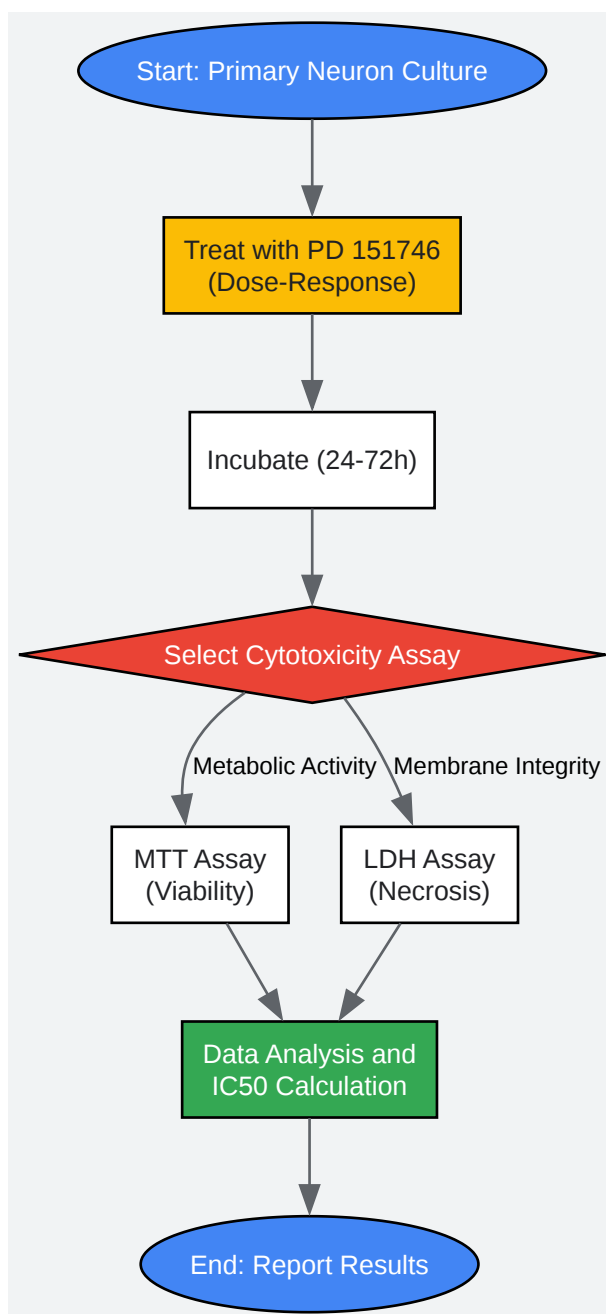 Start: Primary Neuron Culture
Treat with PD 151746
(Dose-Response)
Incubate (24-72h)
Select Cytotoxicity Assay
Metabolic Activity
Membrane Integrity
MTT Assay
(Viability)
LDH Assay
(Necrosis)
Data Analysis and
IC50 Calculation
End: Report Results